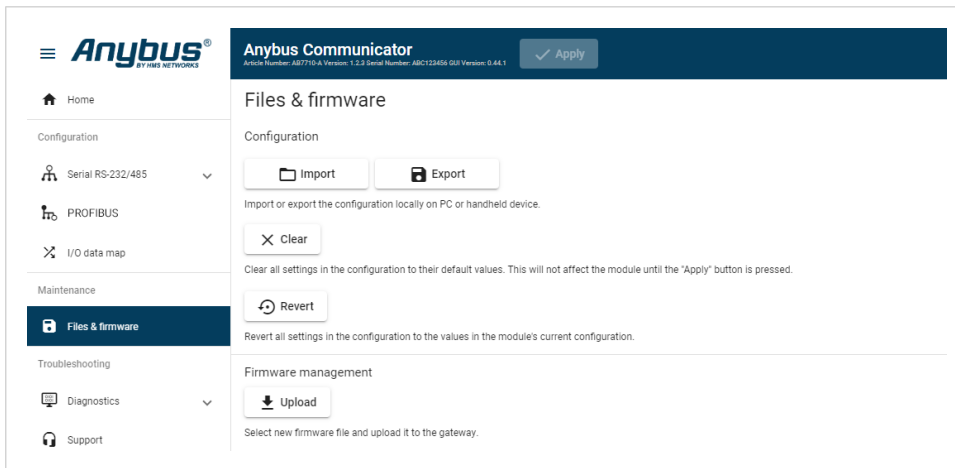 Anybus®
BY HMS NETWORKS
Anybus Communicator
Article Number: AB7710-A Version: 1.2.3 Serial Number: ABC123456 GUI Version: 0.44.1
Apply
Home
Configuration
Serial RS-232/485
PROFIBUS
I/O data map
Maintenance
Files & firmware
Troubleshooting
Diagnostics
Support
Files & firmware
Configuration
Import
Export
Import or export the configuration locally on PC or handheld device.
Clear
Clear all settings in the configuration to their default values. This will not affect the module until the "Apply" button is pressed.
Revert
Revert all settings in the configuration to the values in the module's current configuration.
Firmware management
Upload
Select new firmware file and upload it to the gateway.